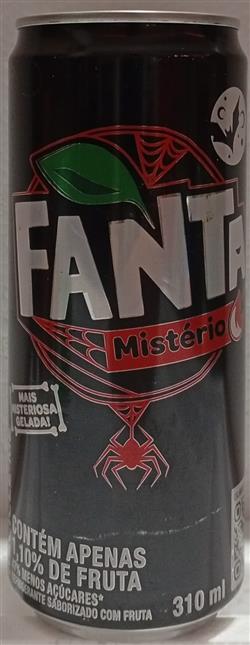 FANTA
Mistério
MAIS
MISTERIOSA
GELADA!
CONTÉM APENAS
10% DE FRUTA
MENOS AÇÚCARES*
SABORIZADO COM FRUTA
310 ml